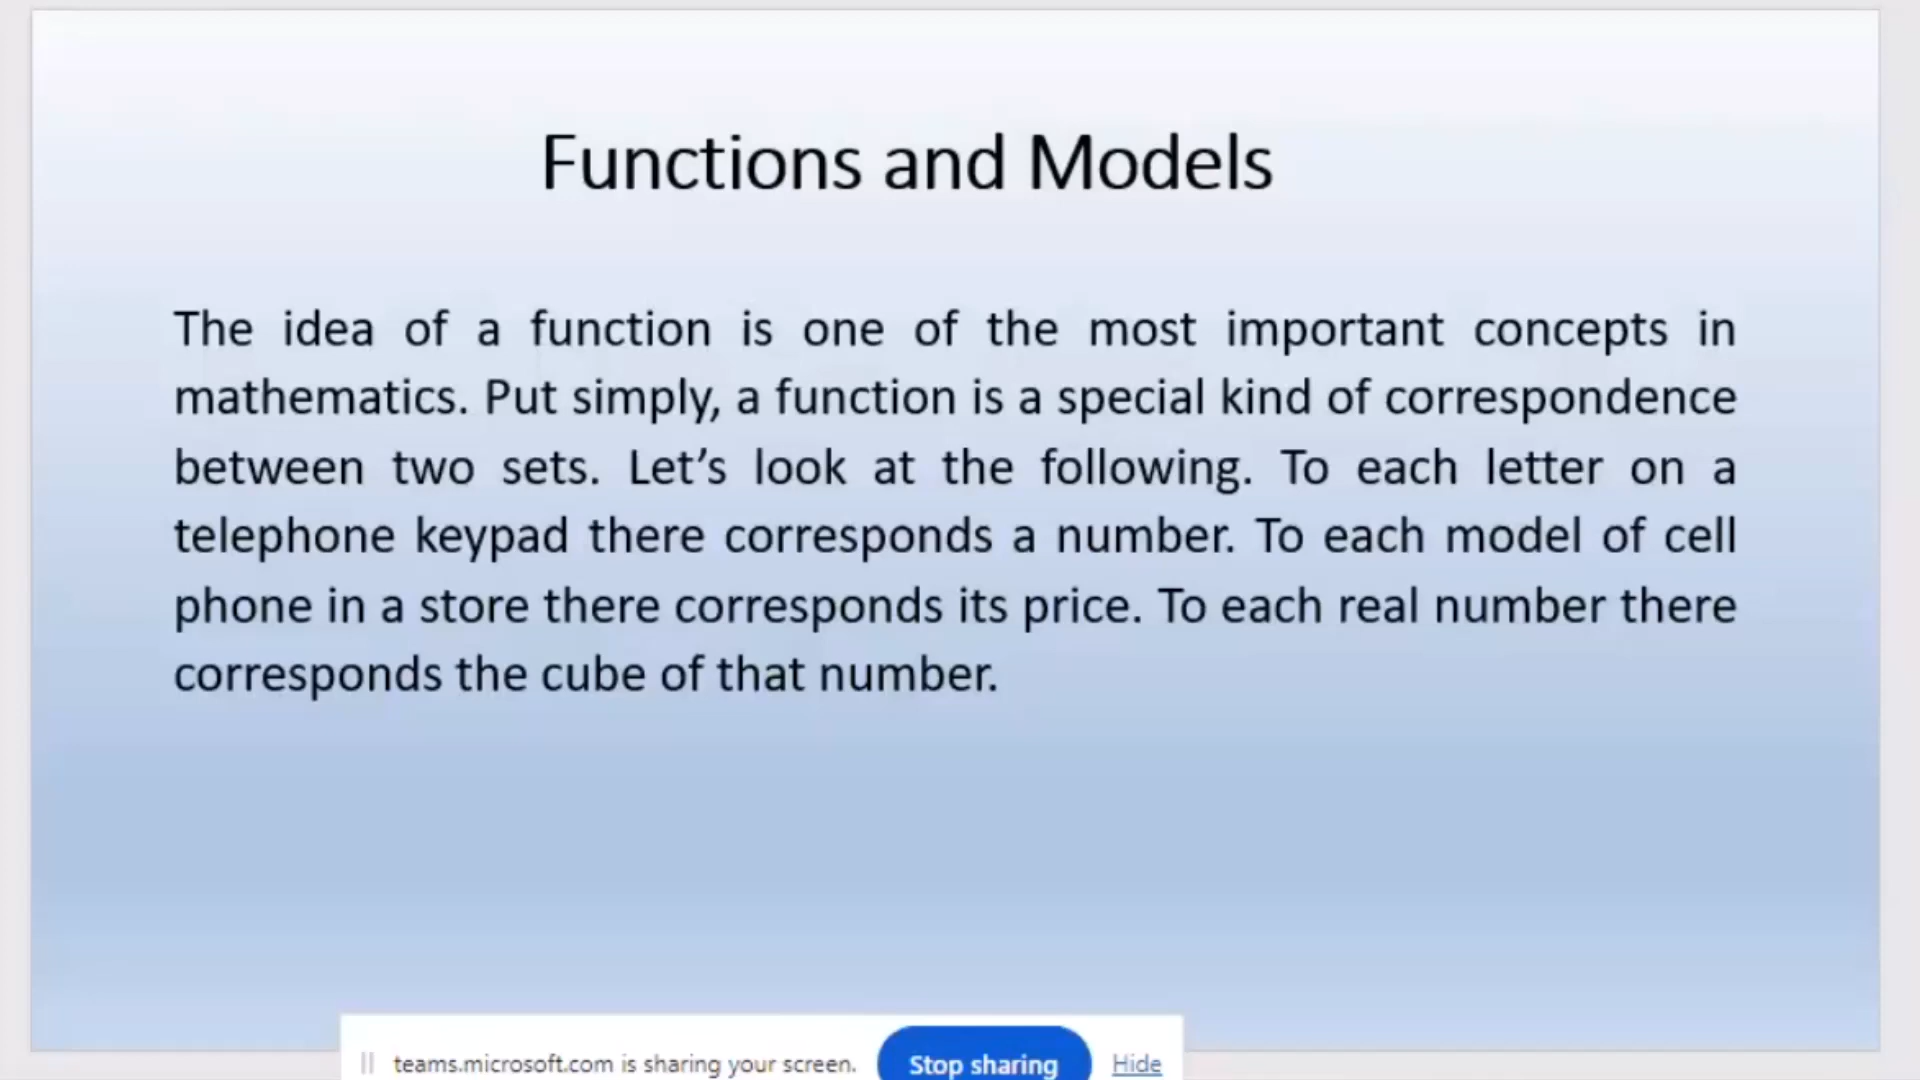 Functions and Models
The idea of a function is one of the most important concepts in
mathematics. Put simply, a function is a special kind of correspondence
between two sets. Let’s look at the following. To each letter on a
telephone keypad there corresponds a number. To each model of cell
phone in a store there corresponds its price. To each real number there
corresponds the cube of that number.
teams.microsoft.com is sharing your screen. Stop sharing Hide